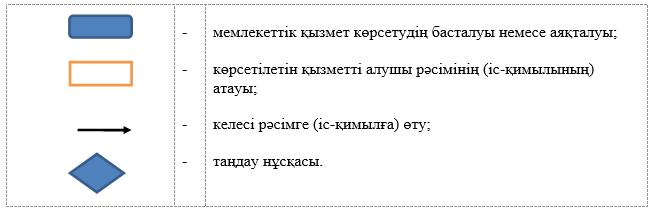 - мемлекеттік қызмет көрсетудің басталуы немесе аяқталуы;
- көрсетілетін қызметті алушы рәсімінің (іс-қимылының)
атауы;
- келесі рәсімге (іс-қимылға) өту;
- таңдау нұсқасы.